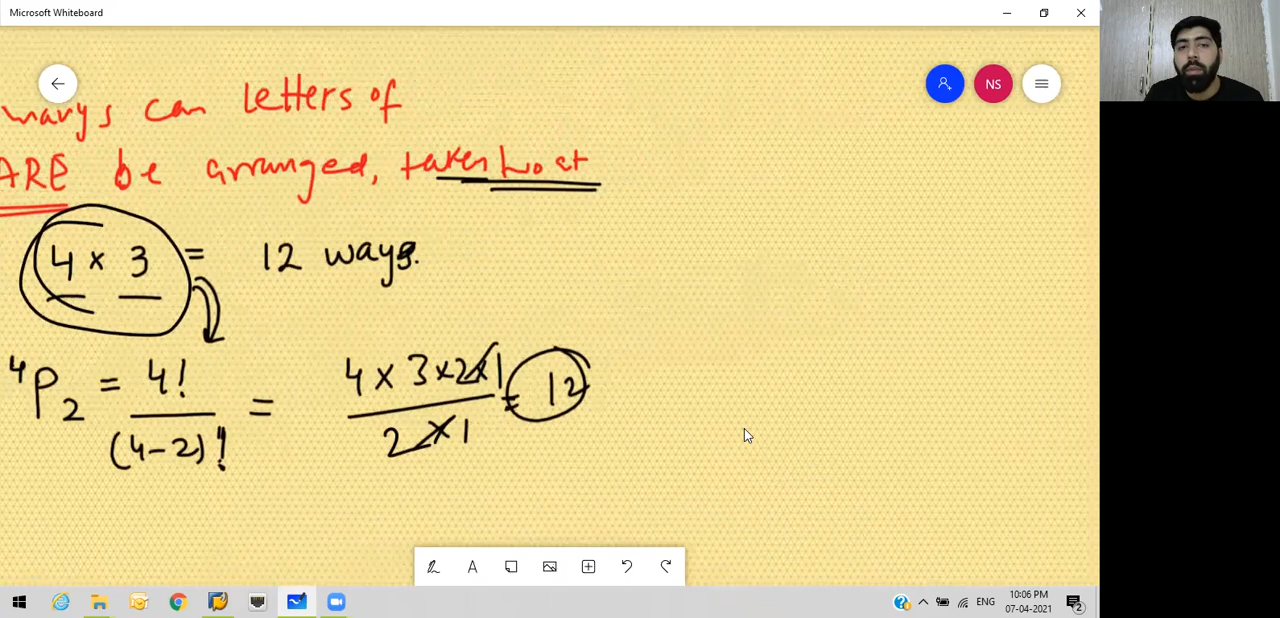 Microsoft Whiteboard
NS
ways can letters of
ARE be arranged, taken two at
4 × 3 = 12 ways.
⁴P₂ = 4! / (4-2)! = 4 × 3 × 2 × 1 / 2 × 1 = 12
ENG
10:06 PM
07-04-2021
2